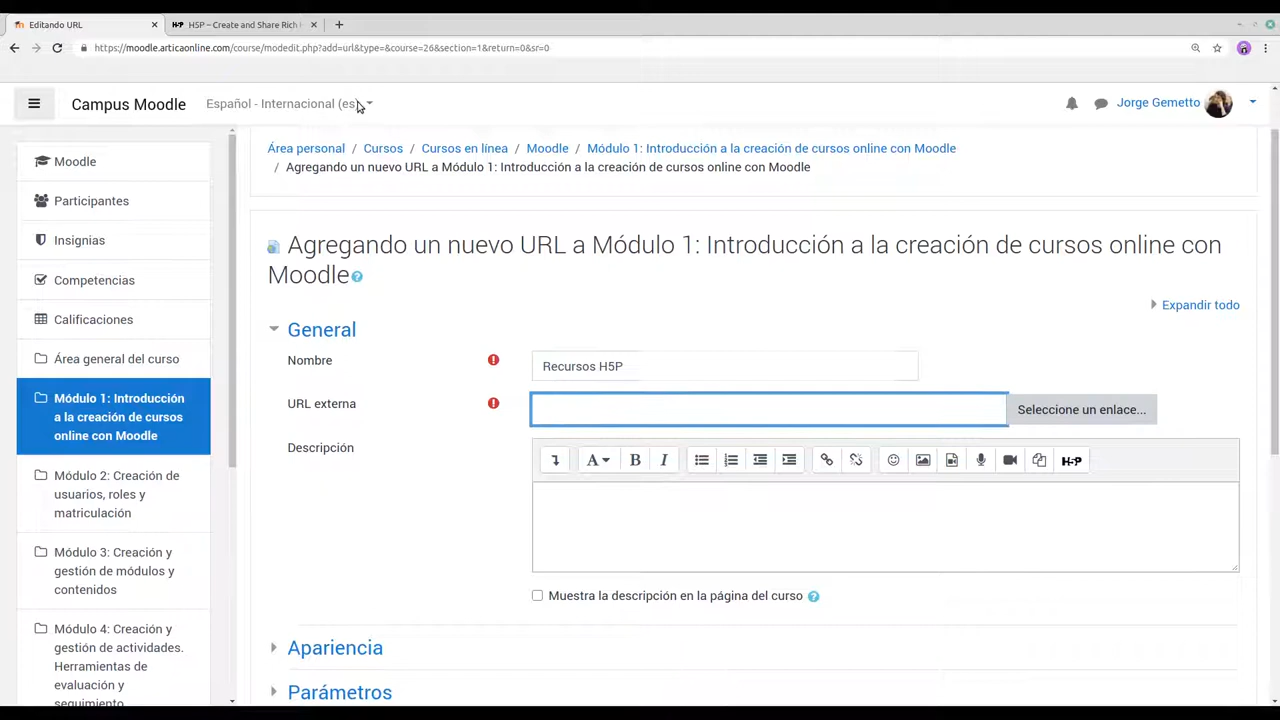 Editando URL
H5P – Create and Share Rich H
https://moodle.articaonline.com/course/modedit.php?add=url&type=&course=26&section=1&return=0&sr=0
Campus Moodle
Español - Internacional (es)
Jorge Gemetto
Moodle
Participantes
Insignias
Competencias
Calificaciones
Área general del curso
Módulo 1: Introducción
a la creación de cursos
online con Moodle
Módulo 2: Creación de
usuarios, roles y
matriculación
Módulo 3: Creación y
gestión de módulos y
contenidos
Módulo 4: Creación y
gestión de actividades.
Herramientas de
evaluación y
seguimiento
Área personal / Cursos / Cursos en línea / Moodle / Módulo 1: Introducción a la creación de cursos online con Moodle
/ Agregando un nuevo URL a Módulo 1: Introducción a la creación de cursos online con Moodle
Agregando un nuevo URL a Módulo 1: Introducción a la creación de cursos online con
Moodle
Expandir todo
General
Nombre
Recursos H5P
URL externa
Seleccione un enlace...
Descripción
A B I H-P
Muestra la descripción en la página del curso
Apariencia
Parámetros